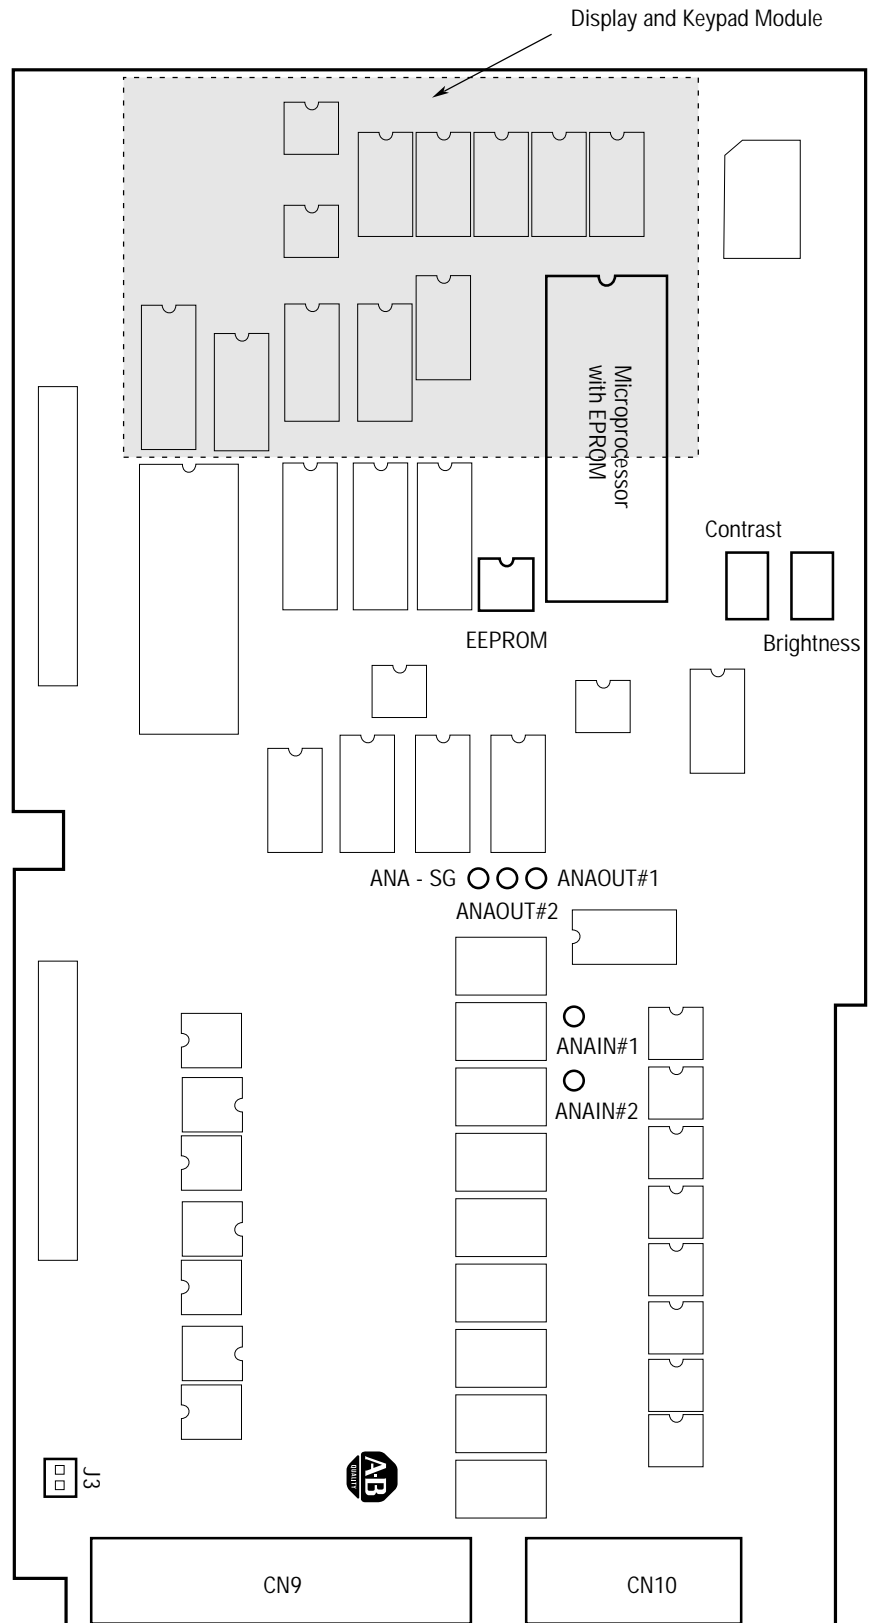 Display and Keypad Module
Microprocessor
with EPROM
Contrast
EEPROM
Brightness
ANA - SG
ANAOUT#1
ANAOUT#2
ANAIN#1
ANAIN#2
J3
A·B
QUALITY
CN9
CN10